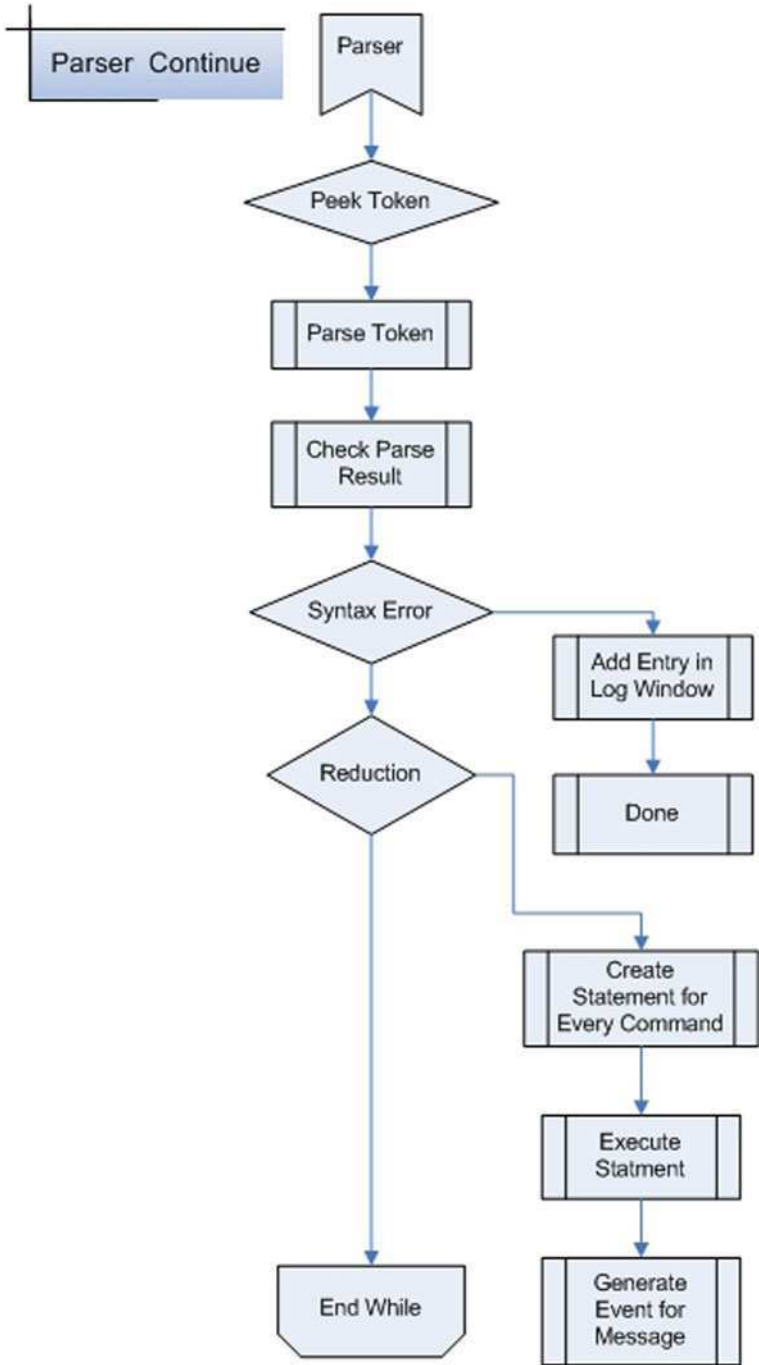 Parser Continue
Parser
Peek Token
Parse Token
Check Parse
Result
Syntax Error
Add Entry in
Log Window
Reduction
Done
Create
Statement for
Every Command
Execute
Statment
End While
Generate
Event for
Message